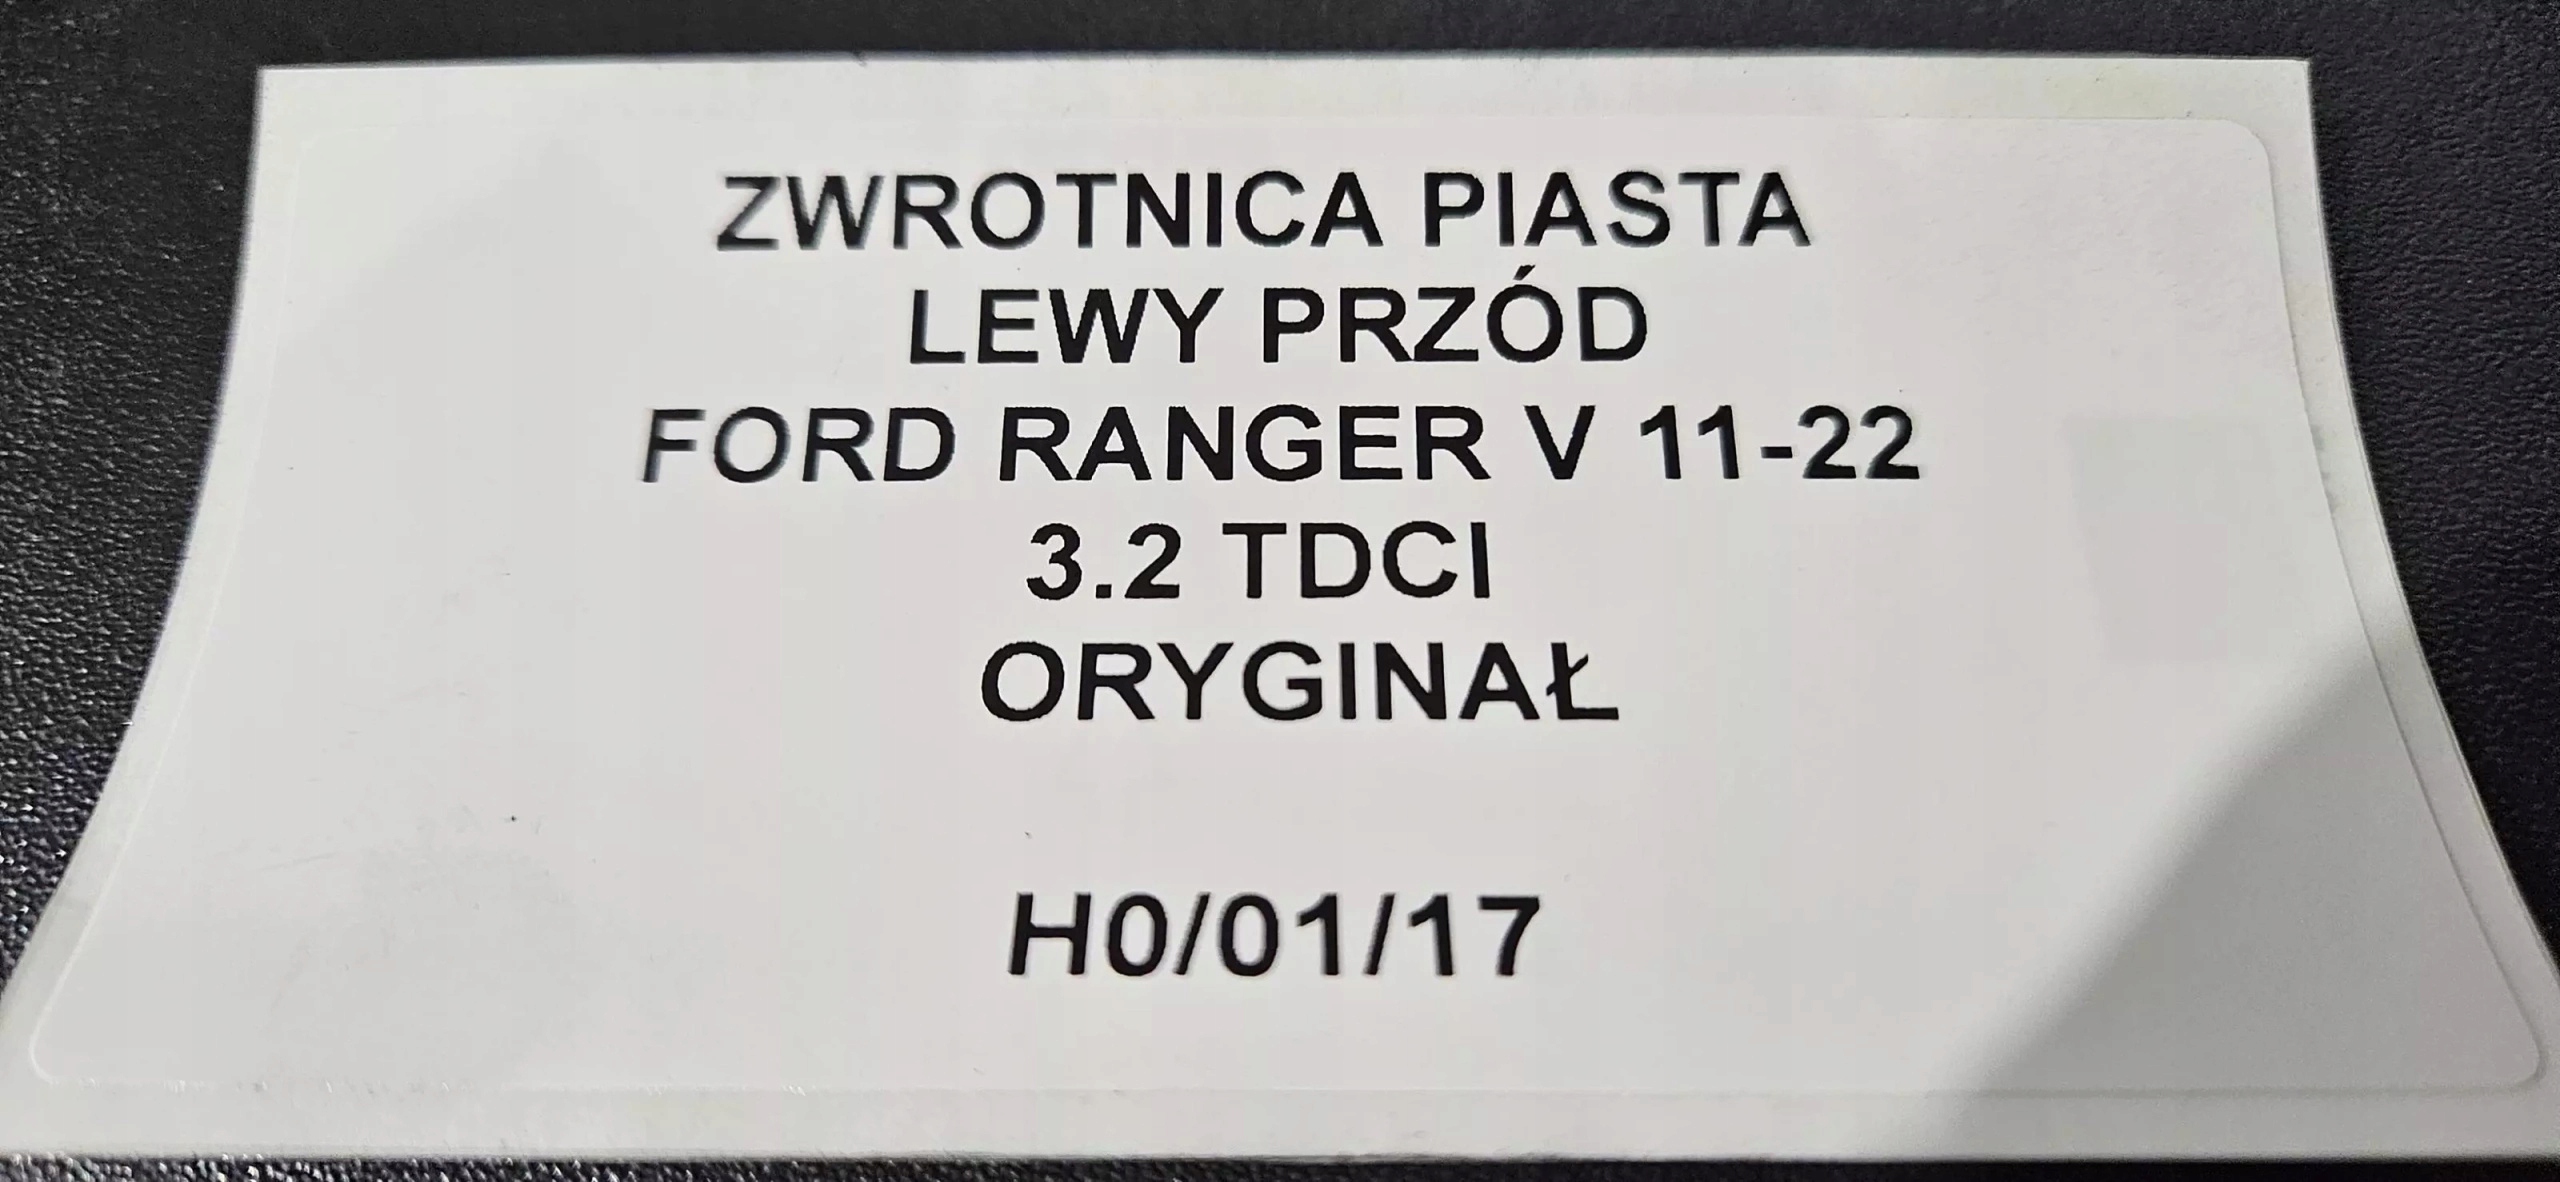 ZWROTNICA PIASTA
LEWY PRZÓD
FORD RANGER V 11-22
3.2 TDCI
ORYGINAŁ
H0/01/17